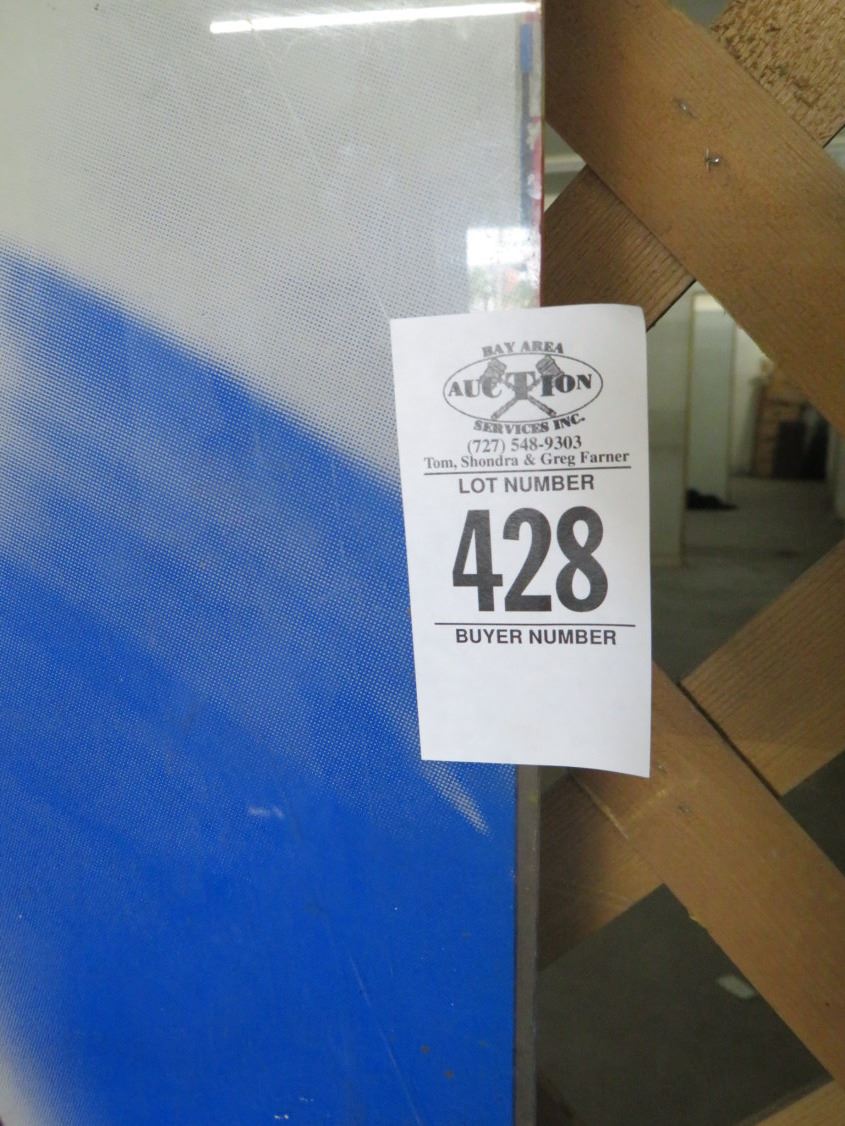 BAY AREA
AUCTION
SERVICES INC.
(727) 548-9303
Tom, Shondra & Greg Farner
LOT NUMBER
428
BUYER NUMBER